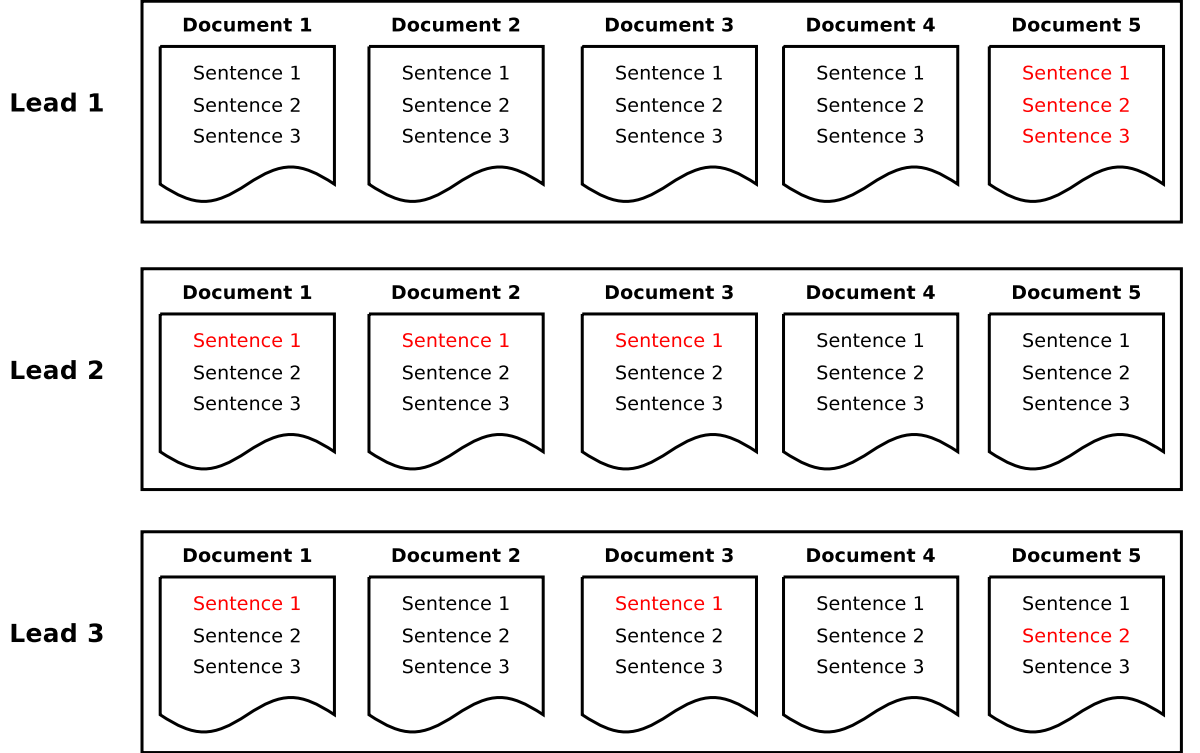 Document 1 Document 2 Document 3 Document 4 Document 5
Sentence 1 Sentence 1 Sentence 1 Sentence 1 Sentence 1
Lead 1 Sentence 2 Sentence 2 Sentence 2 Sentence 2 Sentence 2
Sentence 3 Sentence 3 Sentence 3 Sentence 3 Sentence 3
Document 1 Document 2 Document 3 Document 4 Document 5
Sentence 1 Sentence 1 Sentence 1 Sentence 1 Sentence 1
Lead 2 Sentence 2 Sentence 2 Sentence 2 Sentence 2 Sentence 2
Sentence 3 Sentence 3 Sentence 3 Sentence 3 Sentence 3
Document 1 Document 2 Document 3 Document 4 Document 5
Sentence 1 Sentence 1 Sentence 1 Sentence 1 Sentence 1
Lead 3 Sentence 2 Sentence 2 Sentence 2 Sentence 2 Sentence 2
Sentence 3 Sentence 3 Sentence 3 Sentence 3 Sentence 3